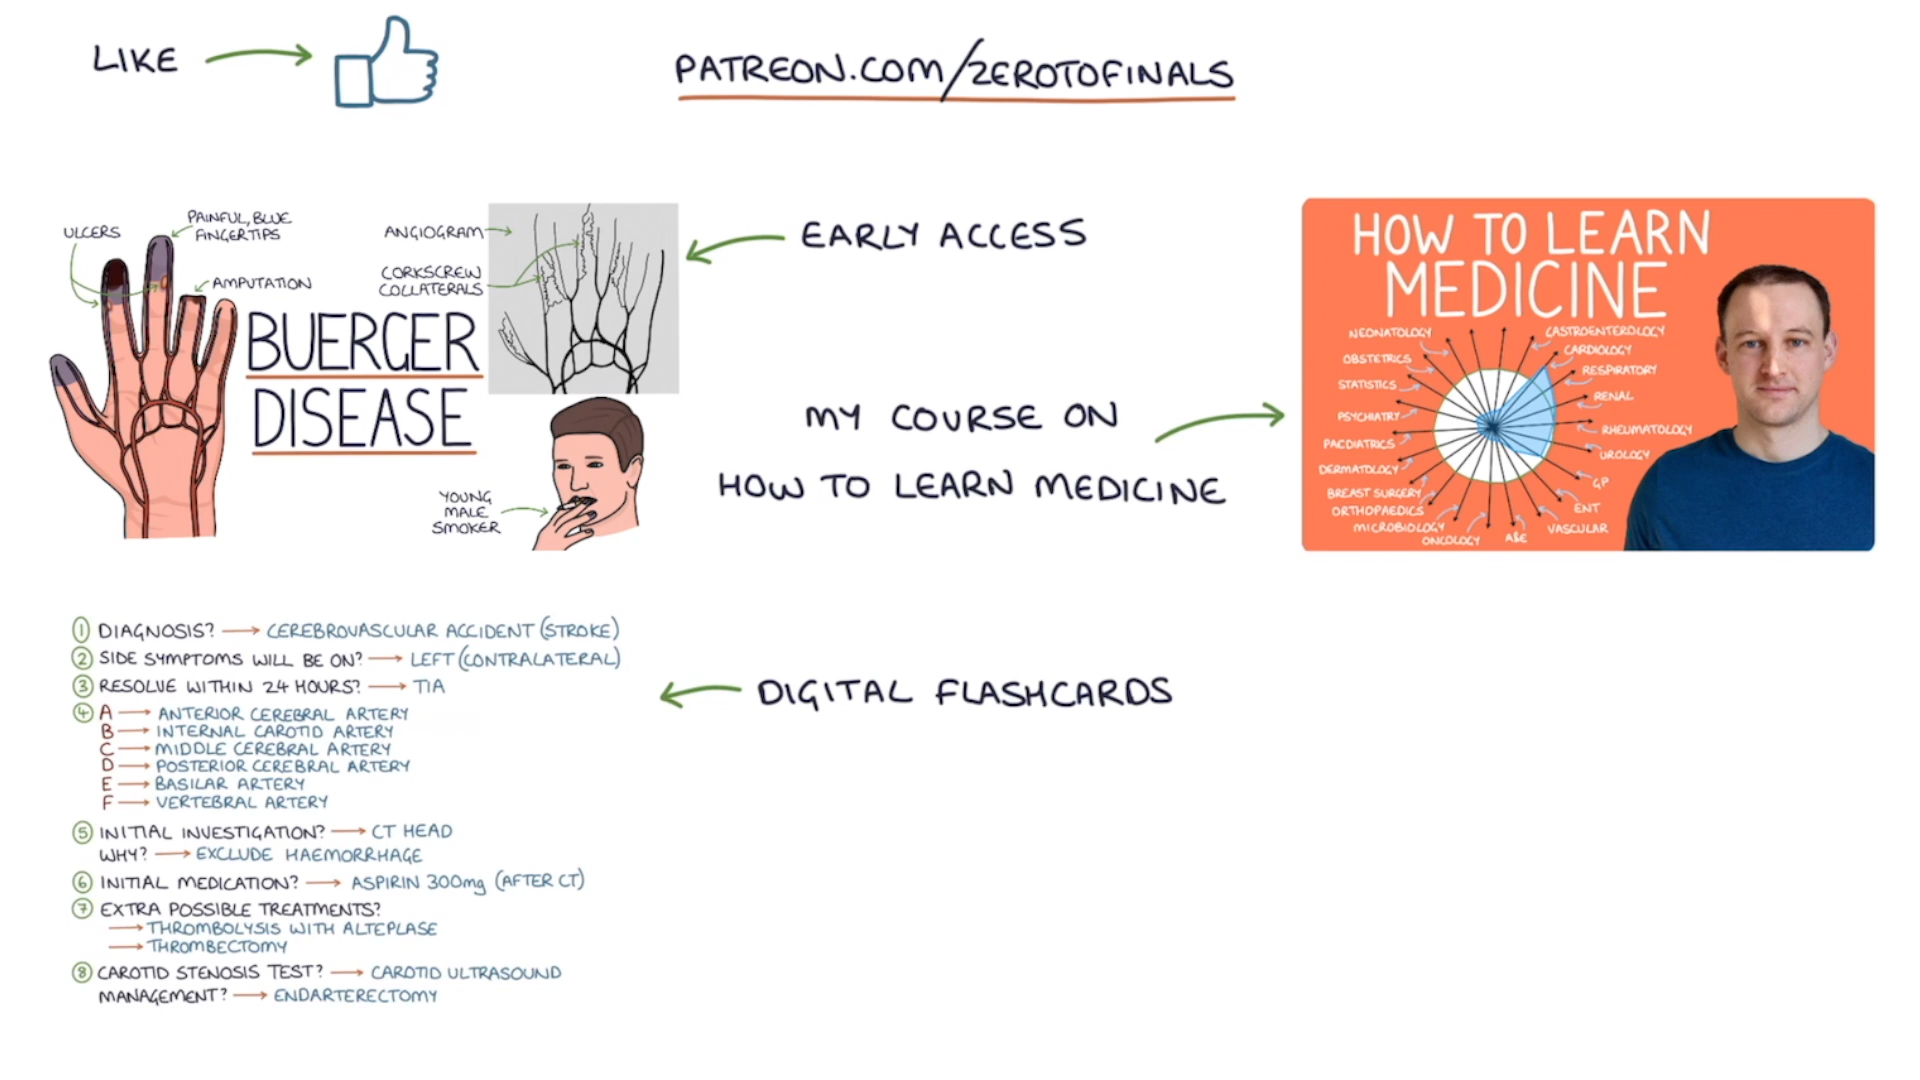 LIKE
PATREON.COM/ZEROTOFINALS
ULCERS
PAINFUL, BLUE
FINGERTIPS
AMPUTATION
BUERGER
DISEASE
ANGIOGRAM
CORKSCREW
COLLATERALS
YOUNG
MALE
SMOKER
EARLY ACCESS
MY COURSE ON
HOW TO LEARN MEDICINE
HOW TO LEARN
MEDICINE
NEONATOLOGY
OBSTETRICS
STATISTICS
PSYCHIATRY
PAEDIATRICS
DERMATOLOGY
BREAST SURGERY
ORTHOPAEDICS
MICROBIOLOGY
ONCOLOGY
A&E
VASCULAR
ENT
GP
UROLOGY
RHEUMATOLOGY
RENAL
RESPIRATORY
CARDIOLOGY
GASTROENTEROLOGY
1 DIAGNOSIS? → CEREBROVASCULAR ACCIDENT (STROKE)
2 SIDE SYMPTOMS WILL BE ON? → LEFT (CONTRALATERAL)
3 RESOLVE WITHIN 24 HOURS? → TIA
4 A → ANTERIOR CEREBRAL ARTERY
B → INTERNAL CAROTID ARTERY
C → MIDDLE CEREBRAL ARTERY
D → POSTERIOR CEREBRAL ARTERY
E → BASILAR ARTERY
F → VERTEBRAL ARTERY
5 INITIAL INVESTIGATION? → CT HEAD
WHY? → EXCLUDE HAEMORRHAGE
6 INITIAL MEDICATION? → ASPIRIN 300mg (AFTER CT)
7 EXTRA POSSIBLE TREATMENTS?
→ THROMBOLYSIS WITH ALTEPLASE
→ THROMBECTOMY
8 CAROTID STENOSIS TEST? → CAROTID ULTRASOUND
MANAGEMENT? → ENDARTERECTOMY
DIGITAL FLASHCARDS